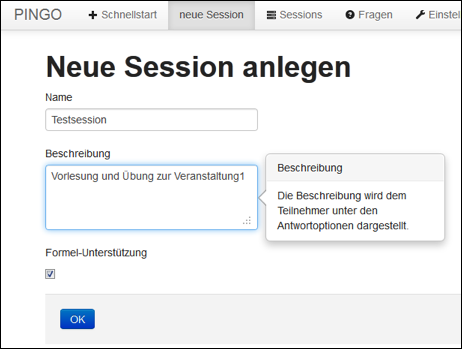 PINGO Schnellstart neue Session Sessions Fragen Einstel
Neue Session anlegen
Name
Testsession
Beschreibung
Vorlesung und Übung zur Veranstaltung1
Beschreibung
Die Beschreibung wird dem
Teilnehmer unter den
Antwortoptionen dargestellt.
Formel-Unterstützung
OK